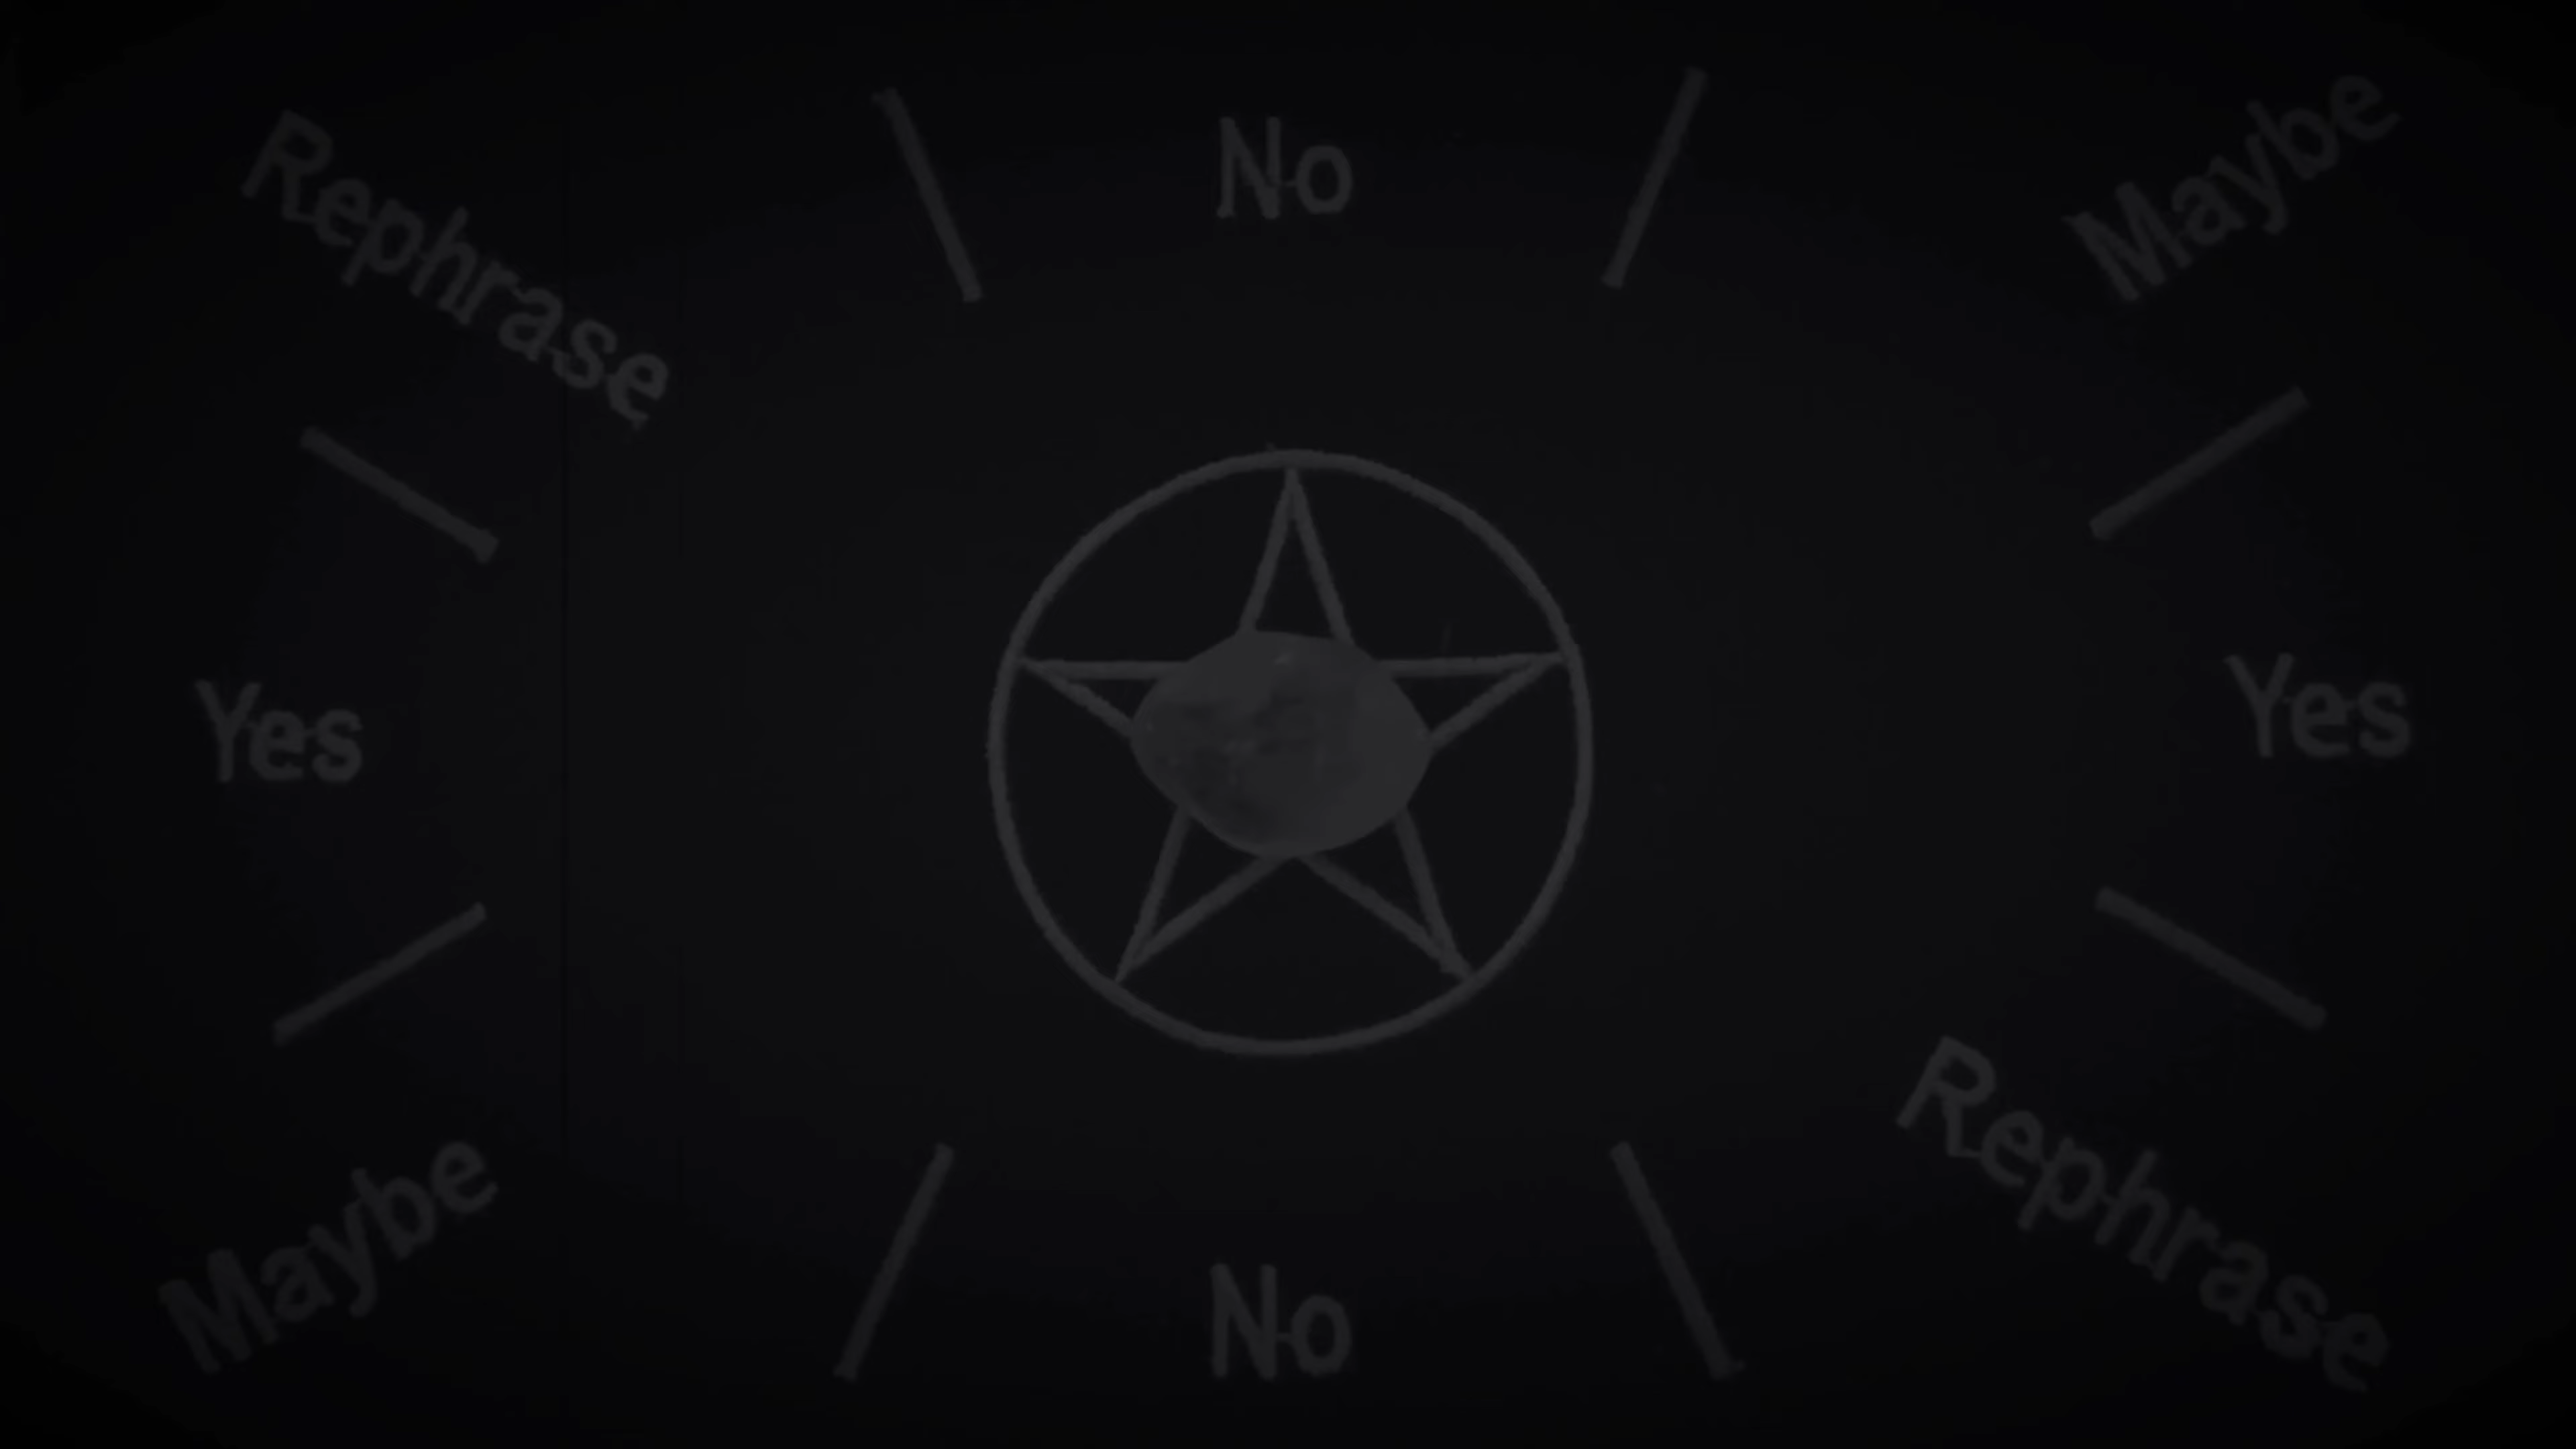 Rephrase
No
Maybe
Yes
Yes
Maybe
No
Rephrase